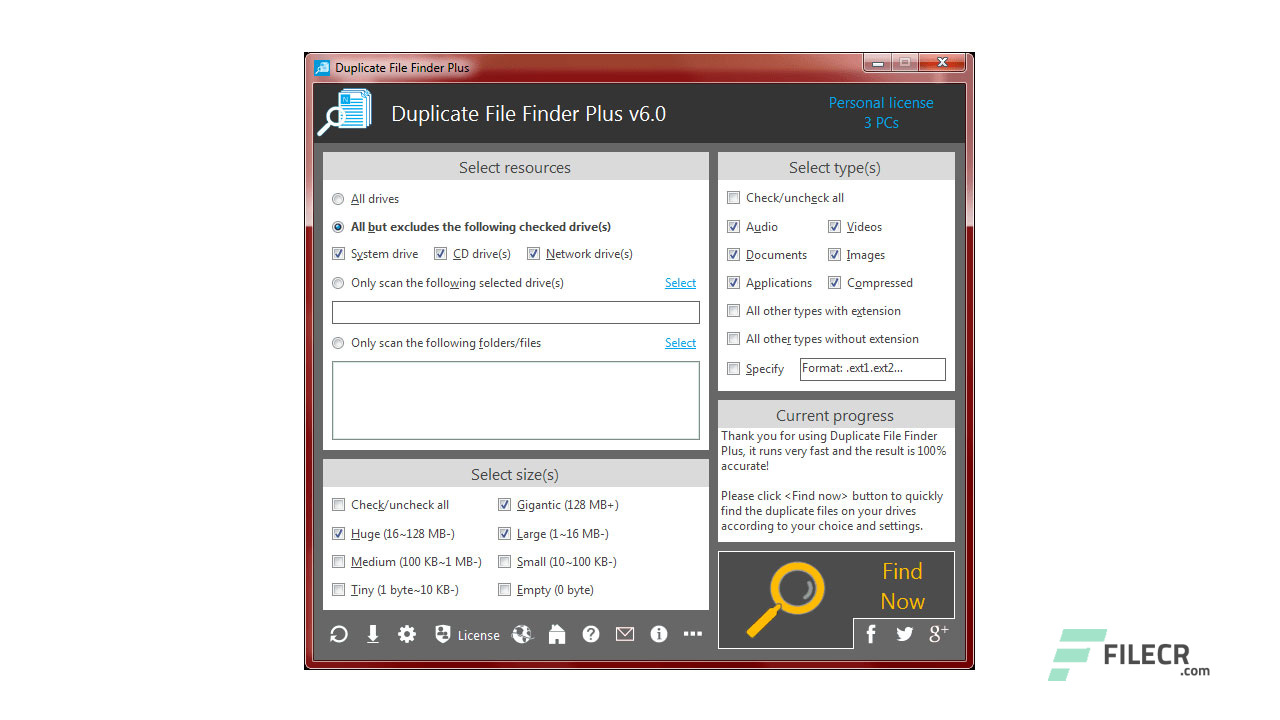 Duplicate File Finder Plus
Duplicate File Finder Plus v6.0
Personal license
3 PCs
Select resources
All drives
All but excludes the following checked drive(s)
System drive CD drive(s) Network drive(s)
Only scan the following selected drive(s) Select
Only scan the following folders/files Select
Select size(s)
Check/uncheck all Gigantic (128 MB+)
Huge (16~128 MB-) Large (1~16 MB-)
Medium (100 KB~1 MB-) Small (10~100 KB-)
Tiny (1 byte~10 KB-) Empty (0 byte)
License
Select type(s)
Check/uncheck all
Audio Videos
Documents Images
Applications Compressed
All other types with extension
All other types without extension
Specify Format: .ext1.ext2...
Current progress
Thank you for using Duplicate File Finder
Plus, it runs very fast and the result is 100%
accurate!
Please click <Find now> button to quickly
find the duplicate files on your drives
according to your choice and settings.
Find
Now
f g+
FILECR
.com